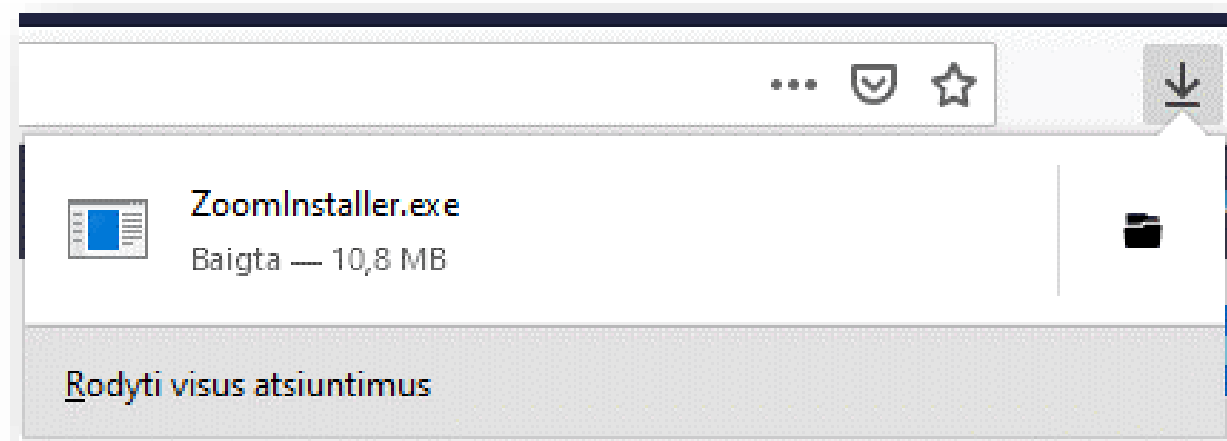 ZoomInstaller.exe
Baigta — 10,8 MB
Rodyti visus atsiuntimus